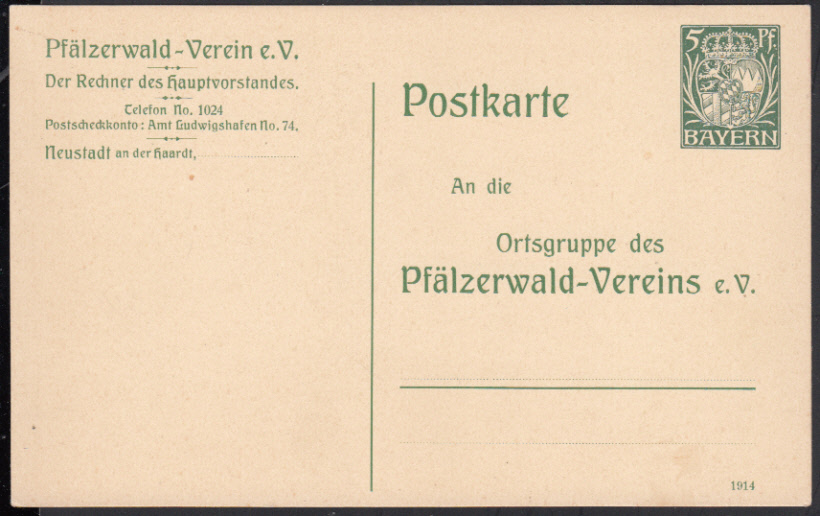 Pfälzerwald-Verein e.V.
Der Rechner des Hauptvorstandes.
Telefon No. 1024
Postscheckkonto: Amt Ludwigshafen No. 74.
Neustadt an der Haardt,
Postkarte
5 Pf.
BAYERN
An die
Ortsgruppe des
Pfälzerwald-Vereins e.V.
1914